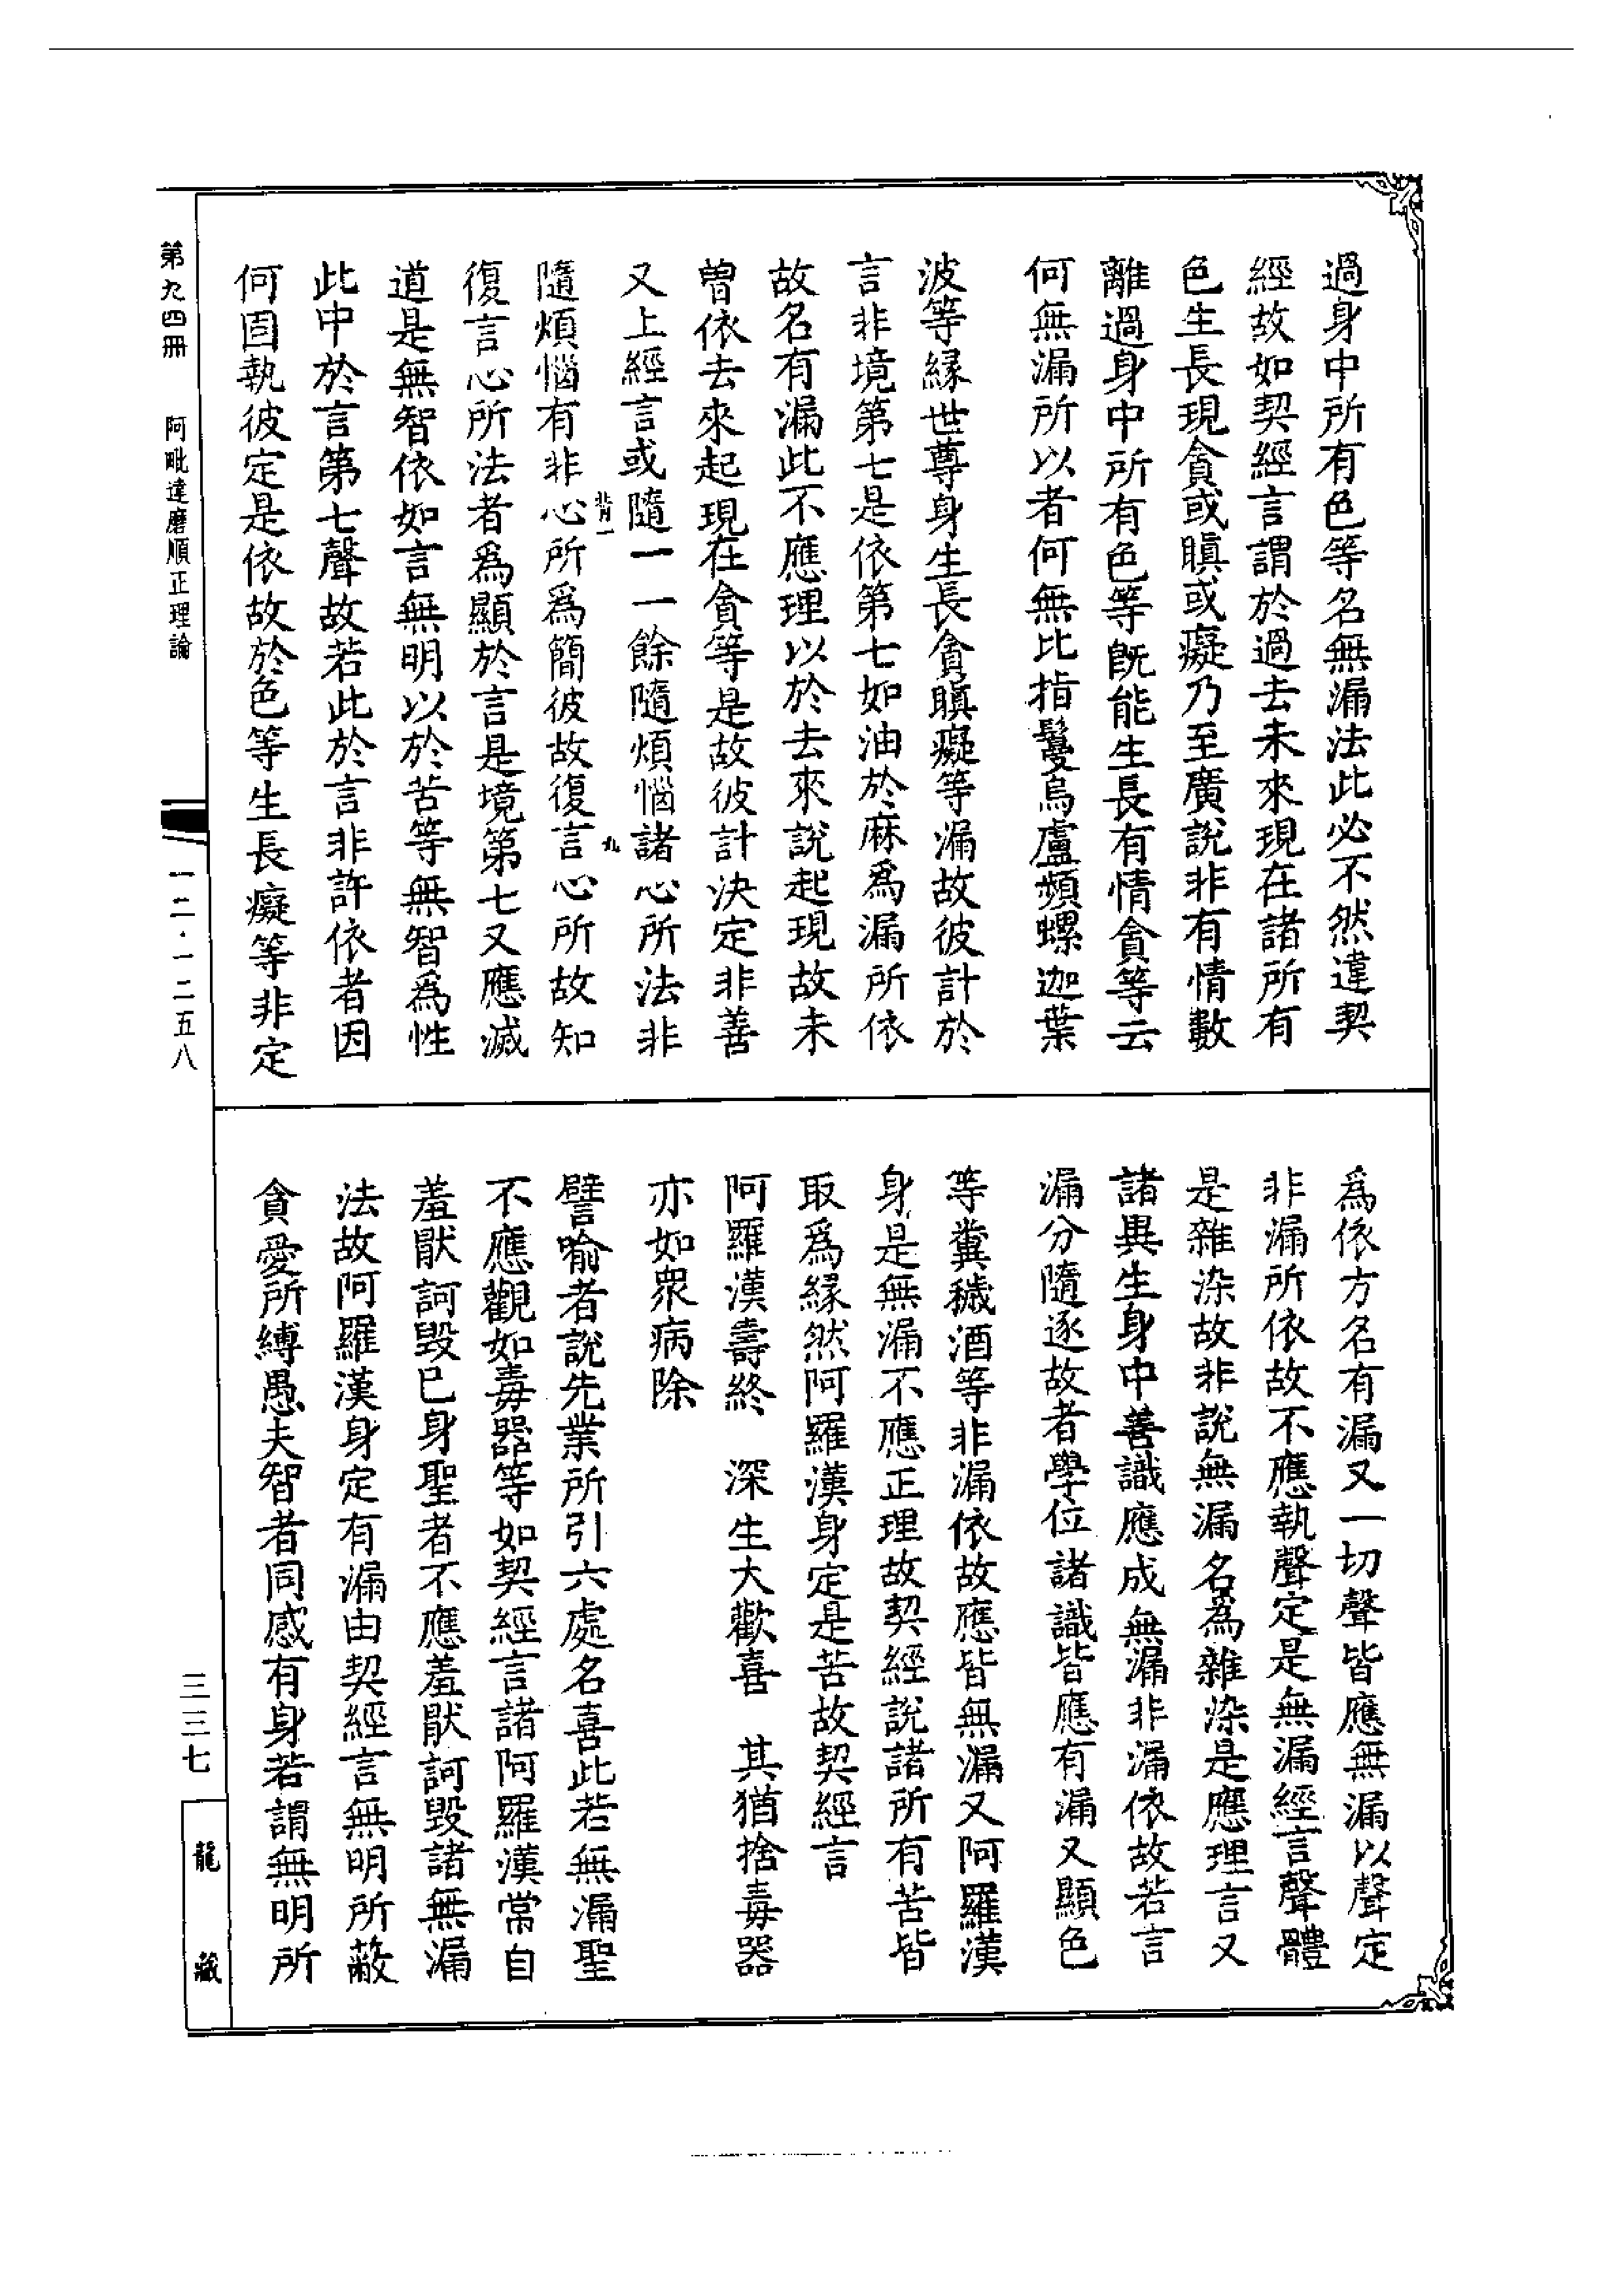 過身中所有色等名無漏法此必不然違契
經故如契經言謂於過去未來現在諸所有
色生長現貪或瞋或癡乃至廣說非有情數
離過身中所有色等旣能生長有情貪等云
何無漏所以者何無比指鬘烏盧頻螺迦葉
波等緣世尊身生長貪瞋癡等漏故彼計於
言非境第七是依第七如油於麻為漏所依
故名有漏此不應理以於去來說起現故未
曾依去來起現在貪等是故彼計決定非善
又上經言或隨一一餘隨煩惱諸心所法非
背一
九
隨煩惱有非心所為簡彼故復言心所故知
復言心所法者為顯於言是境第七又應滅
道是無智依如言無明以於苦等無智為性
此中於言第七聲故若此於言非許依者因
何固執彼定是依故於色等生長癡等非定
為依方名有漏又一切聲皆應無漏以聲定
非漏所依故不應執聲定是無漏經言聲體
是雜染故非說無漏名為雜染是應理言又
諸異生身中善識應成無漏非漏依故若言
漏分隨逐故者學位諸識皆應有漏又顯色
等糞穢酒等非漏依故應皆無漏又阿羅漢
身是無漏不應正理故契經說諸所有苦皆
取為緣然阿羅漢身定是苦故契經言
阿羅漢壽終　深生大歡喜　其猶捨毒器
亦如眾病除
譬喻者說先業所引六處名喜此若無漏聖
不應觀如毒器等如契經言諸阿羅漢常自
羞猒訶毀巳身聖者不應羞猒訶毀諸無漏
法故阿羅漢身定有漏由契經言無明所蔽
貪愛所縛愚夫智者同感有身若謂無明所
第九四冊　阿毗達磨順正理論　一二·一二五八
三三七
龍藏